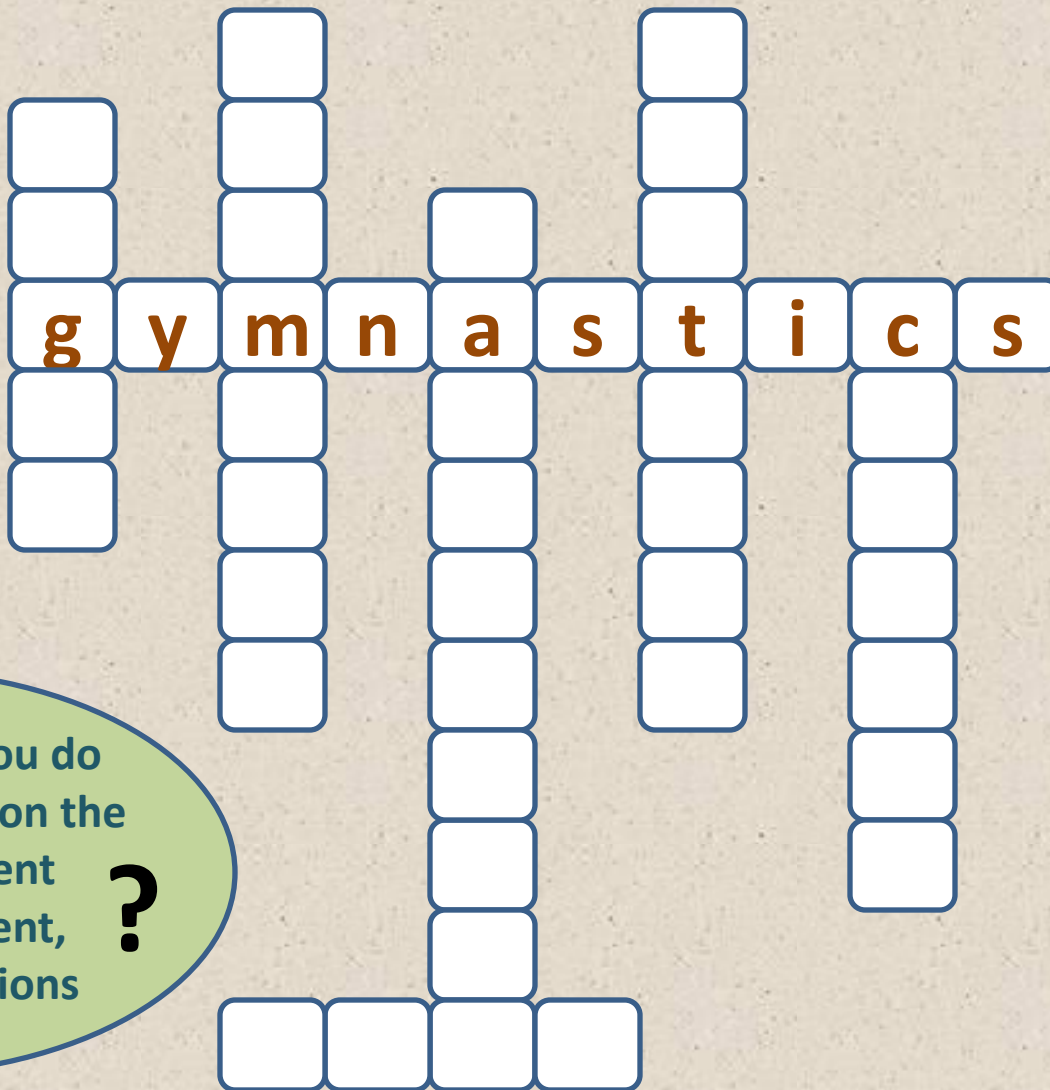 gymnastics
ou do
on the
ent
ent,
ions
?